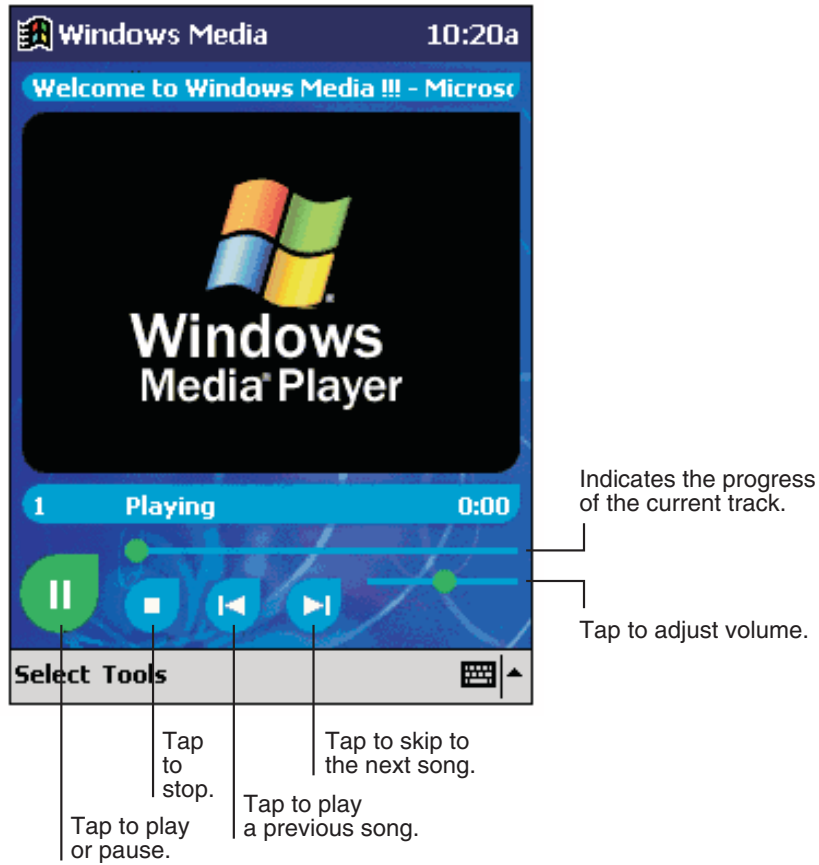 Windows Media 10:20a
Welcome to Windows Media !!! - Microsc
Windows
Media Player
1 Playing 0:00
Indicates the progress
of the current track.
Tap to adjust volume.
Select Tools
Tap
to
stop.
Tap to skip to
the next song.
Tap to play
a previous song.
Tap to play
or pause.